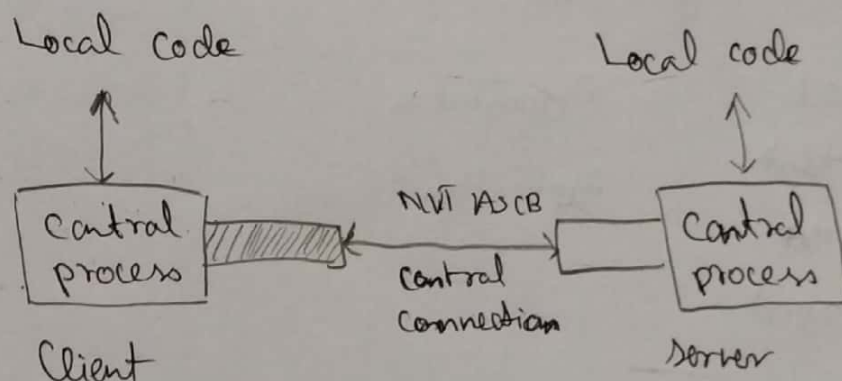 Local code
Local code
NVT ASCII
Control process
Control process
Control connection
Client
Server